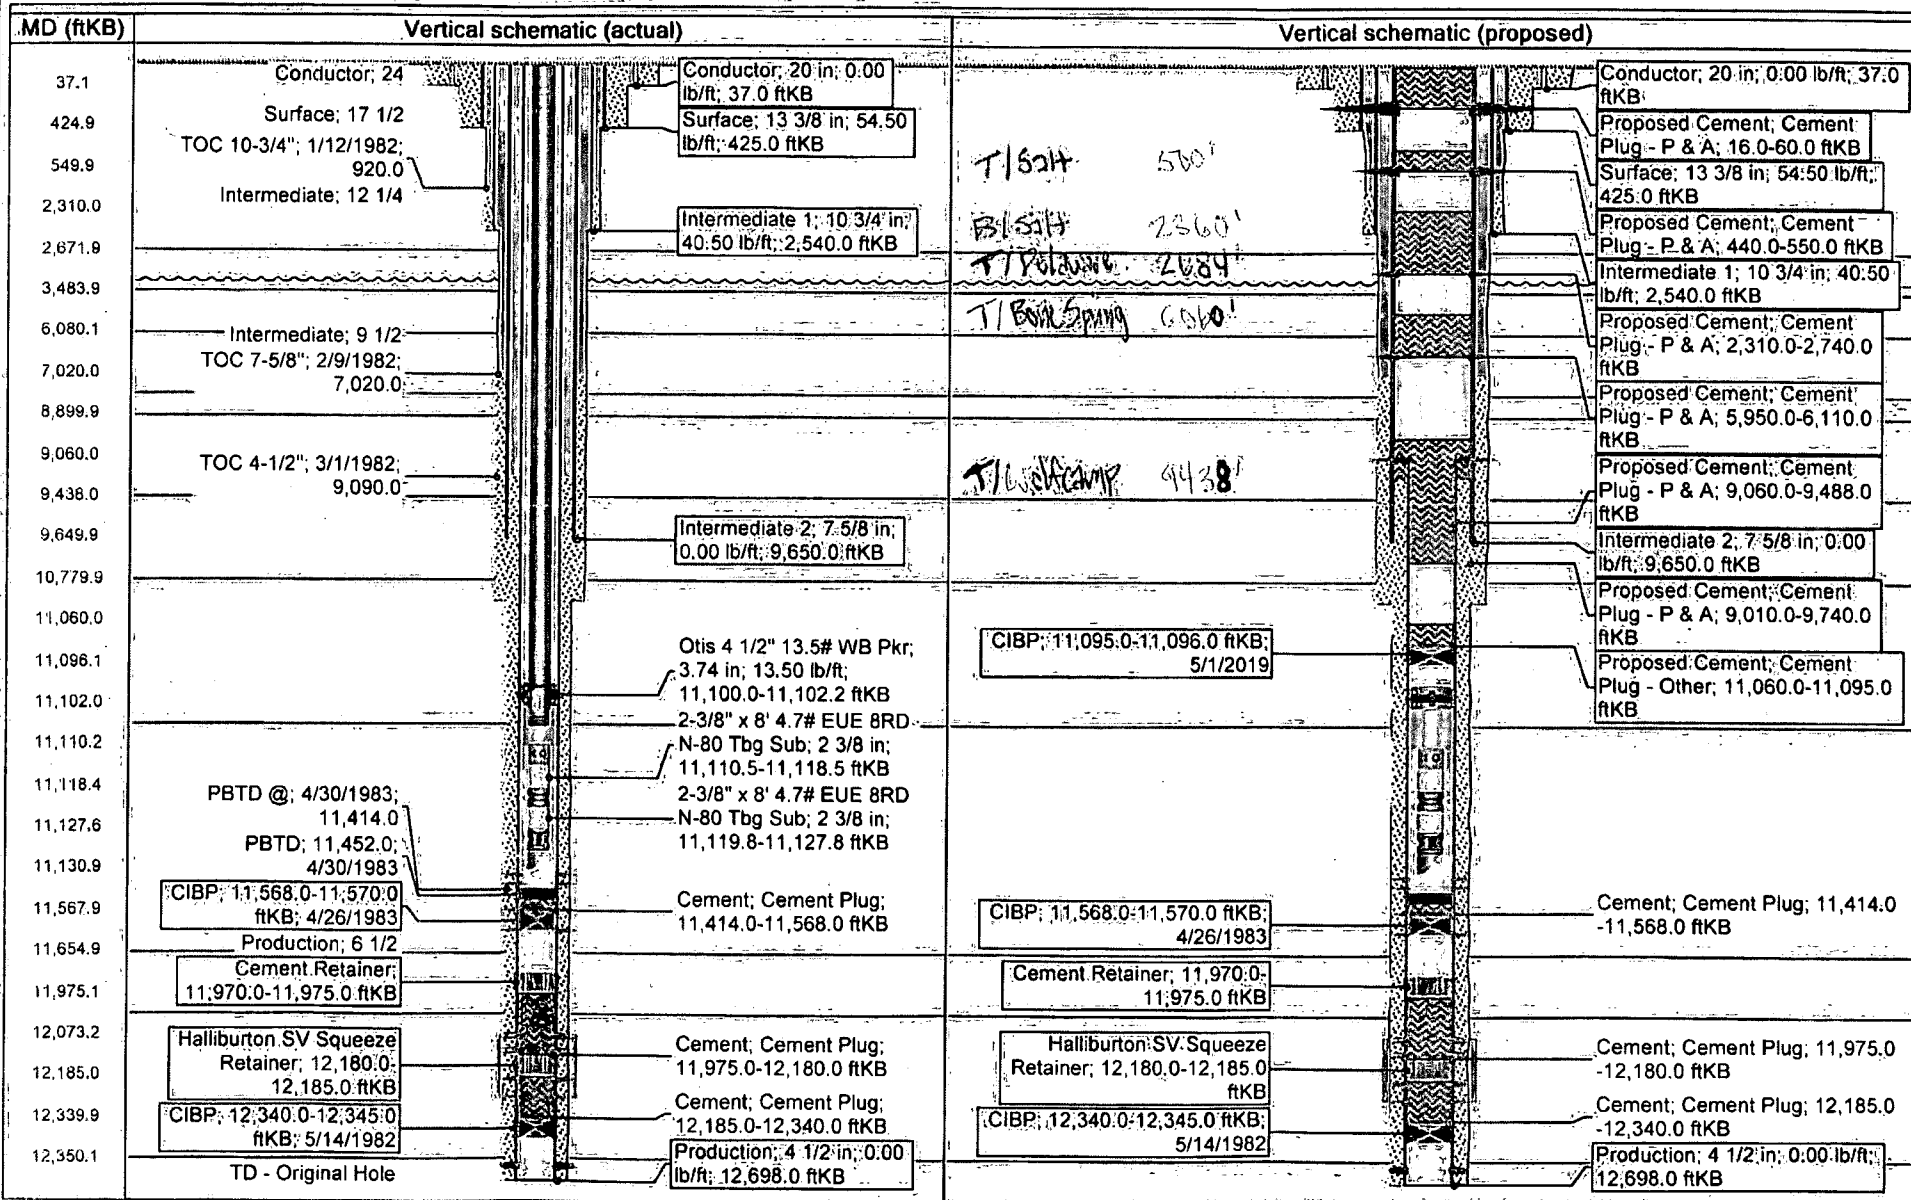 MD (ftKB)
Vertical schematic (actual)
Vertical schematic (proposed)
37.1
424.9
549.9
2,310.0
2,671.9
3,483.9
6,080.1
7,020.0
8,899.9
9,060.0
9,438.0
9,649.9
10,779.9
11,060.0
11,096.1
11,102.0
11,110.2
11,118.4
11,127.6
11,130.9
11,567.9
11,654.9
11,975.1
12,073.2
12,185.0
12,339.9
12,350.1
Conductor; 24
Surface; 17 1/2
TOC 10-3/4"; 1/12/1982;
920.0
Intermediate; 12 1/4
Intermediate; 9 1/2
TOC 7-5/8"; 2/9/1982;
7,020.0
TOC 4-1/2"; 3/1/1982;
9,090.0
PBTD @; 4/30/1983;
11,414.0
PBTD; 11,452.0;
4/30/1983
CIBP; 11,568.0-11,570.0
ftKB; 4/26/1983
Production; 6 1/2
Cement Retainer;
11,970.0-11,975.0 ftKB
Halliburton SV Squeeze
Retainer; 12,180.0-
12,185.0 ftKB
CIBP; 12,340.0-12,345.0
ftKB; 5/14/1982
TD - Original Hole
Conductor; 20 in; 0.00
lb/ft; 37.0 ftKB
Surface; 13 3/8 in; 54.50
lb/ft; 425.0 ftKB
Intermediate 1; 10 3/4 in;
40.50 lb/ft; 2,540.0 ftKB
Intermediate 2; 7 5/8 in;
0.00 lb/ft; 9,650.0 ftKB
Otis 4 1/2" 13.5# WB Pkr;
3.74 in; 13.50 lb/ft;
11,100.0-11,102.2 ftKB
2-3/8" x 8' 4.7# EUE 8RD
N-80 Tbg Sub; 2 3/8 in;
11,110.5-11,118.5 ftKB
2-3/8" x 8' 4.7# EUE 8RD
N-80 Tbg Sub; 2 3/8 in;
11,119.8-11,127.8 ftKB
Cement; Cement Plug;
11,414.0-11,568.0 ftKB
Cement; Cement Plug;
11,975.0-12,180.0 ftKB
Cement; Cement Plug;
12,185.0-12,340.0 ftKB
Production; 4 1/2 in; 0.00
lb/ft; 12,698.0 ftKB
T/Salt 500'
B/Salt 2360'
T/Delaware 2684'
T/Bone Spring 6060'
T/Wolfcamp 9438'
CIBP; 11,095.0-11,096.0 ftKB;
5/1/2019
CIBP; 11,568.0-11,570.0 ftKB;
4/26/1983
Cement Retainer; 11,970.0-
11,975.0 ftKB
Halliburton SV Squeeze
Retainer; 12,180.0-12,185.0
ftKB
CIBP; 12,340.0-12,345.0 ftKB;
5/14/1982
Conductor; 20 in; 0.00 lb/ft; 37.0
ftKB
Proposed Cement; Cement
Plug - P & A; 16.0-60.0 ftKB
Surface; 13 3/8 in; 54.50 lb/ft;
425.0 ftKB
Proposed Cement; Cement
Plug - P & A; 440.0-550.0 ftKB
Intermediate 1; 10 3/4 in; 40.50
lb/ft; 2,540.0 ftKB
Proposed Cement; Cement
Plug - P & A; 2,310.0-2,740.0
ftKB
Proposed Cement; Cement
Plug - P & A; 5,950.0-6,110.0
ftKB
Proposed Cement; Cement
Plug - P & A; 9,060.0-9,488.0
ftKB
Intermediate 2; 7 5/8 in; 0.00
lb/ft; 9,650.0 ftKB
Proposed Cement; Cement
Plug - P & A; 9,010.0-9,740.0
ftKB
Proposed Cement; Cement
Plug - Other; 11,060.0-11,095.0
ftKB
Cement; Cement Plug; 11,414.0
-11,568.0 ftKB
Cement; Cement Plug; 11,975.0
-12,180.0 ftKB
Cement; Cement Plug; 12,185.0
-12,340.0 ftKB
Production; 4 1/2 in; 0.00 lb/ft;
12,698.0 ftKB